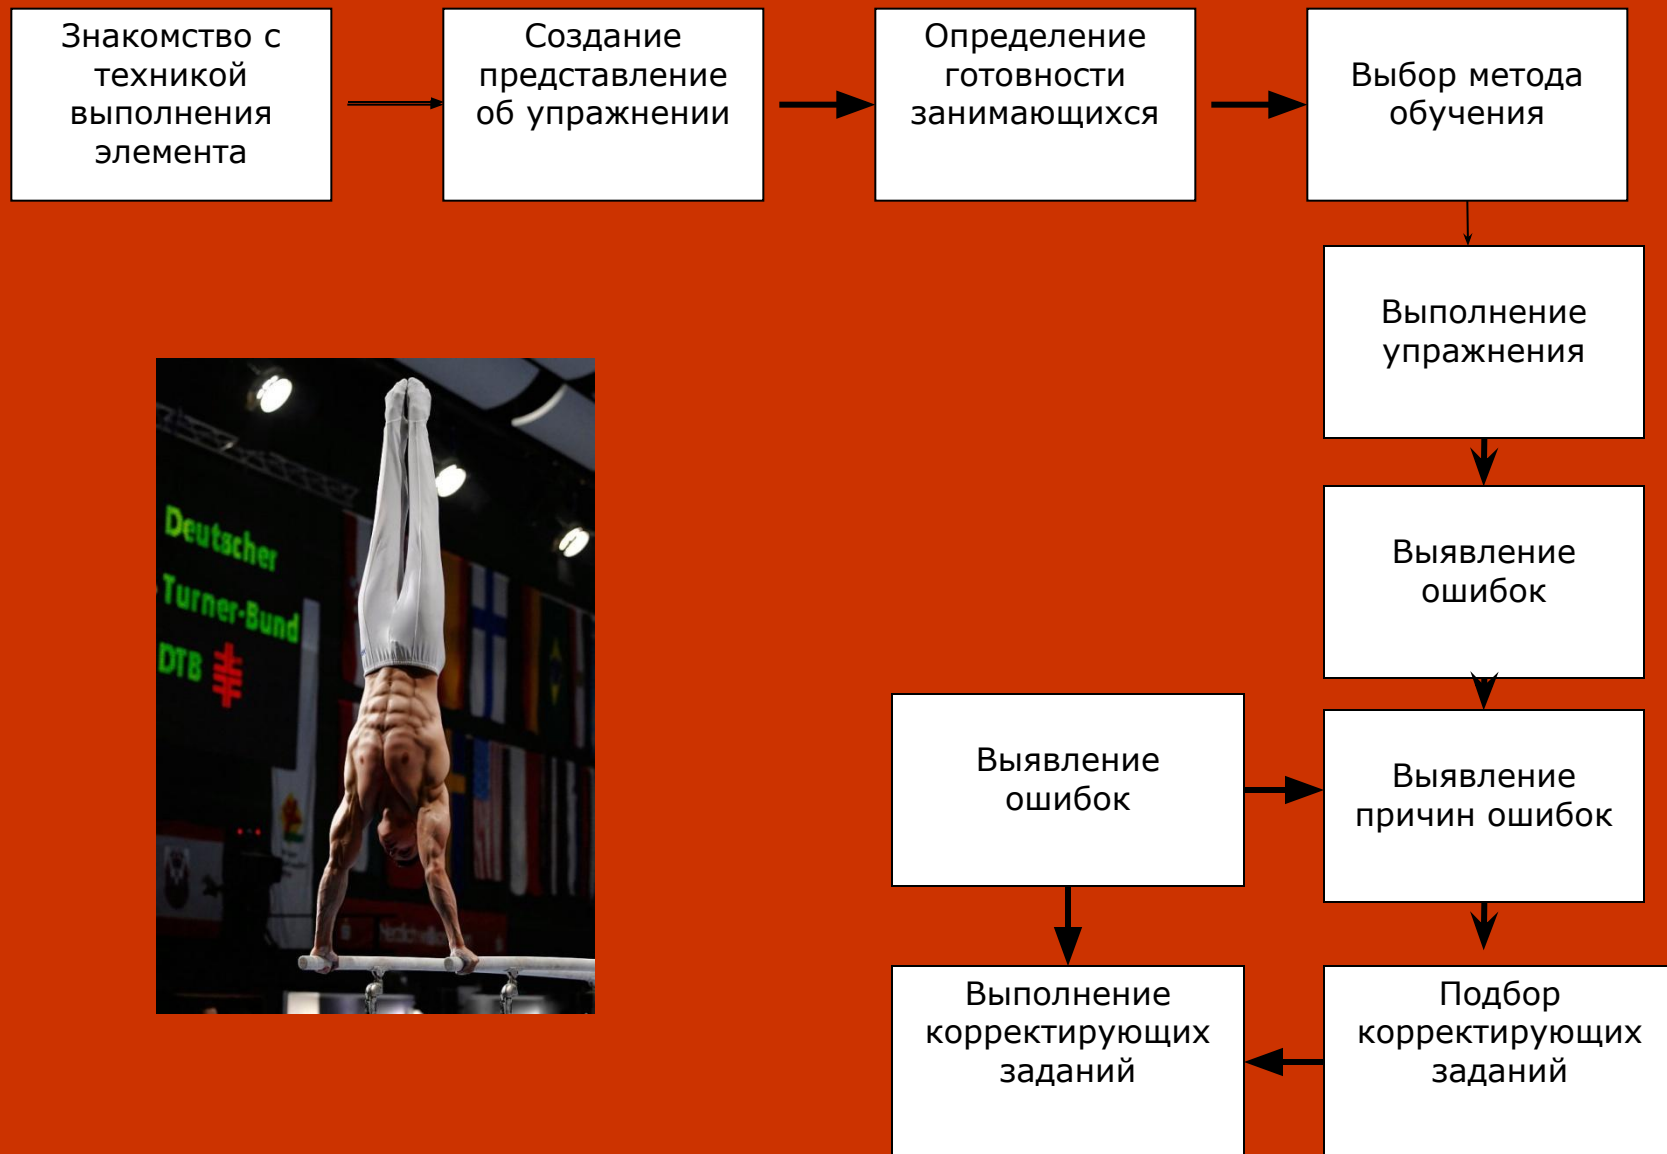 Знакомство с
техникой
выполнения
элемента
Создание
представление
об упражнении
Определение
готовности
занимающихся
Выбор метода
обучения
Выполнение
упражнения
Выявление
ошибок
Выявление
ошибок
Выявление
причин ошибок
Выполнение
корректирующих
заданий
Подбор
корректирующих
заданий
Deutscher
Turner-Bund
DTB